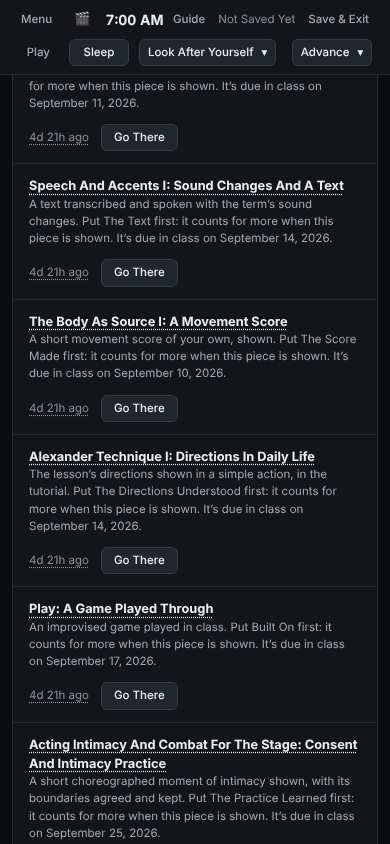 Menu 🎬 7:00 AM Guide Not Saved Yet Save & Exit
Play Sleep Look After Yourself ▾ Advance ▾
for more when this piece is shown. It's due in class on
September 11, 2026.
4d 21h ago Go There
Speech And Accents I: Sound Changes And A Text
A text transcribed and spoken with the term's sound
changes. Put The Text first: it counts for more when this
piece is shown. It's due in class on September 14, 2026.
4d 21h ago Go There
The Body As Source I: A Movement Score
A short movement score of your own, shown. Put The Score
Made first: it counts for more when this piece is shown. It's
due in class on September 10, 2026.
4d 21h ago Go There
Alexander Technique I: Directions In Daily Life
The lesson's directions shown in a simple action, in the
tutorial. Put The Directions Understood first: it counts for
more when this piece is shown. It's due in class on
September 14, 2026.
4d 21h ago Go There
Play: A Game Played Through
An improvised game played in class. Put Built On first: it
counts for more when this piece is shown. It's due in class
on September 17, 2026.
4d 21h ago Go There
Acting Intimacy And Combat For The Stage: Consent
And Intimacy Practice
A short choreographed moment of intimacy shown, with its
boundaries agreed and kept. Put The Practice Learned first:
it counts for more when this piece is shown. It's due in class
on September 25, 2026.